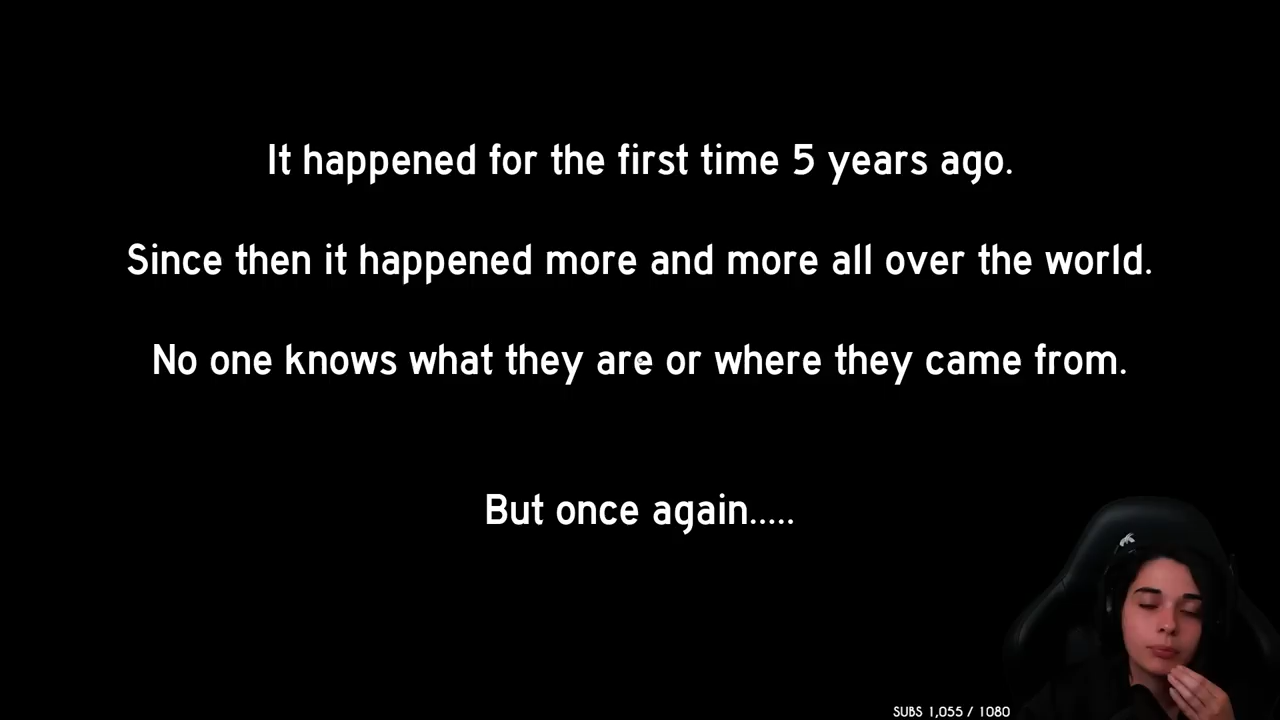 It happened for the first time 5 years ago.
Since then it happened more and more all over the world.
No one knows what they are or where they came from.
But once again.....
SUBS 1,055 / 1080